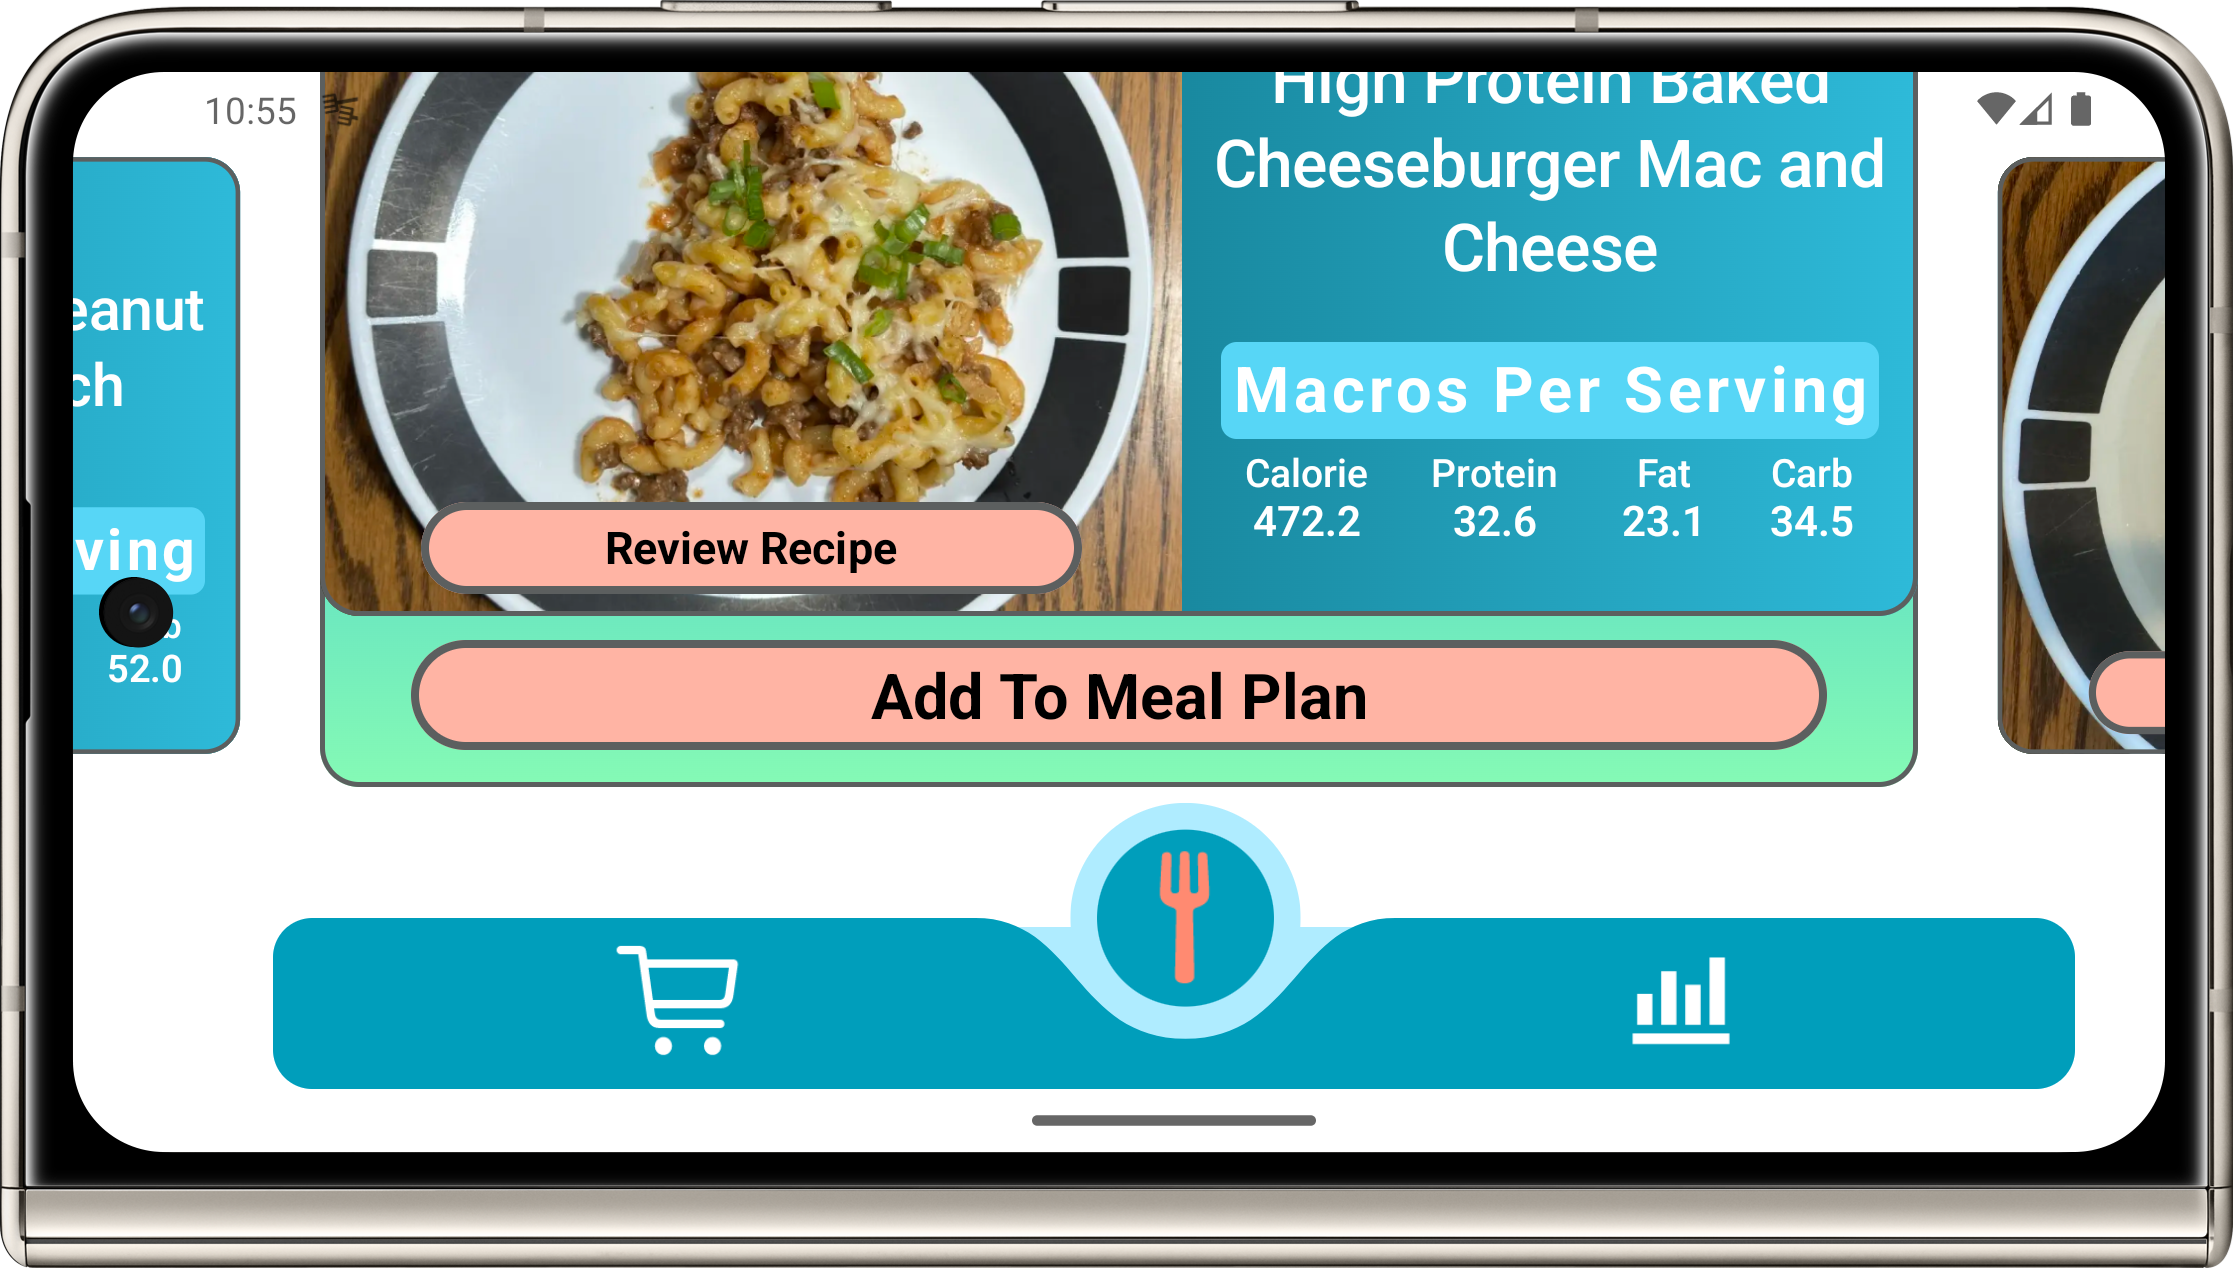 10:55
eanut
ch
ving
b
52.0
High Protein Baked
Cheeseburger Mac and
Cheese
Macros Per Serving
Calorie Protein Fat Carb
472.2 32.6 23.1 34.5
Review Recipe
Add To Meal Plan